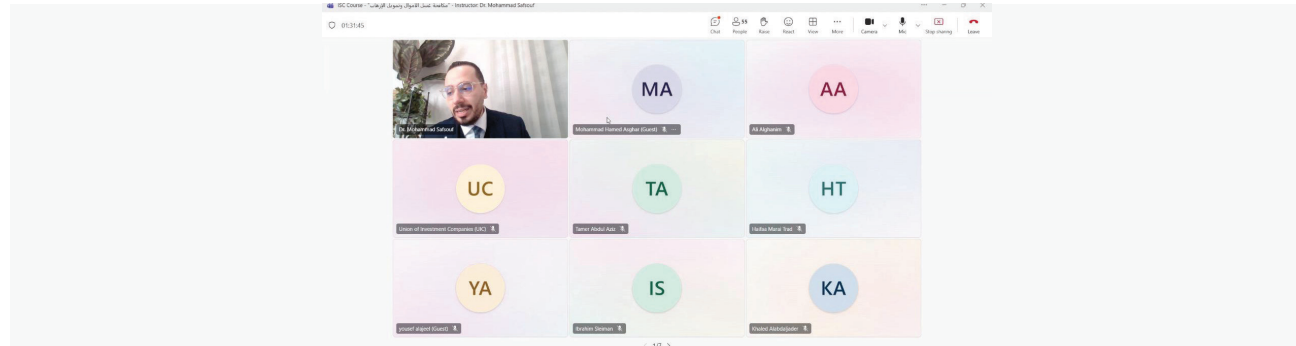 ISC Course - "مكافحة غسل الاموال وتمويل الإرهاب" - Instructor: Dr. Mohammad Safsouf
01:31:45
55
Chat People Raise React View More Camera Mic Stop sharing Leave
MA
AA
Dr. Mohammad Safsouf
Mohammad Hamed Asghar (Guest)
Ali Alghanim
UC
TA
HT
Union of Investment Companies (UIC)
Tamer Abdul Aziz
Haifaa Mana Trad
YA
IS
KA
yousef alajeel (Guest)
Ibrahim Sleiman
Khaled Alabduljader